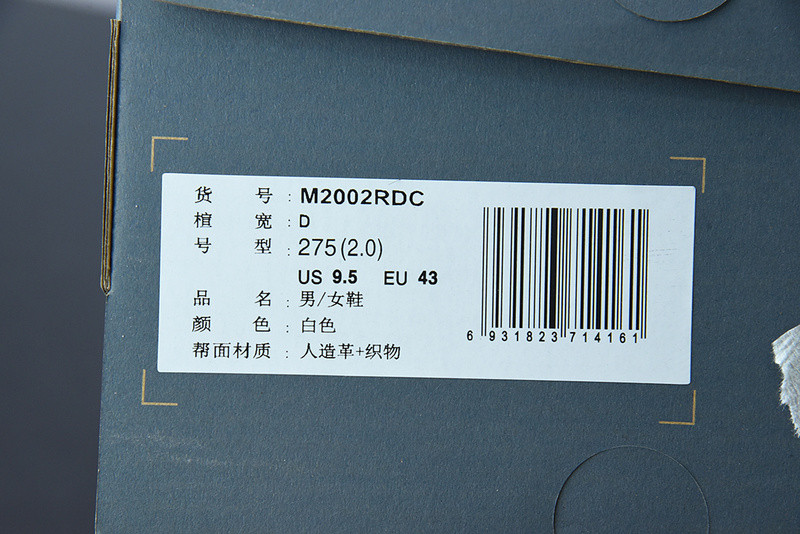 货 号 : M2002RDC
楦 宽 : D
号 型 : 275(2.0)
US 9.5 EU 43
品 名 : 男/女鞋
颜 色 : 白色
帮面材质 : 人造革+织物
6 931823 714161